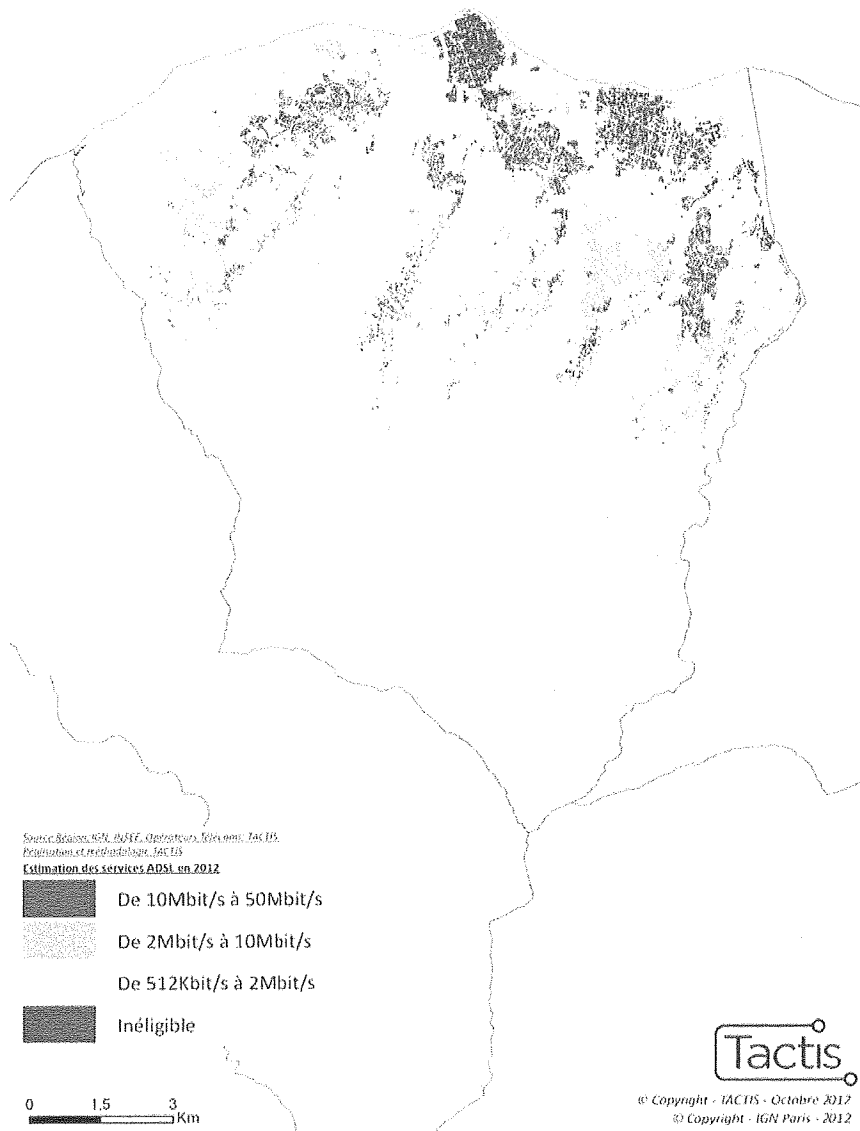 Source Région, IGN, INSEE, Opérateurs Télécoms, TACTIS
Réalisation et méthodologie TACTIS
Estimation des services ADSL en 2012
De 10Mbit/s à 50Mbit/s
De 2Mbit/s à 10Mbit/s
De 512Kbit/s à 2Mbit/s
Inéligible
0 1,5 3
Km
Tactis
© Copyright - TACTIS - Octobre 2012
© Copyright - IGN Paris - 2012